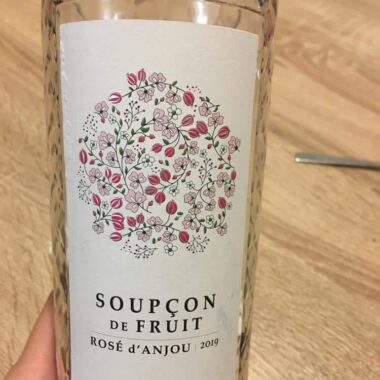 SOUPÇON
DE FRUIT
ROSÉ d'ANJOU | 2019